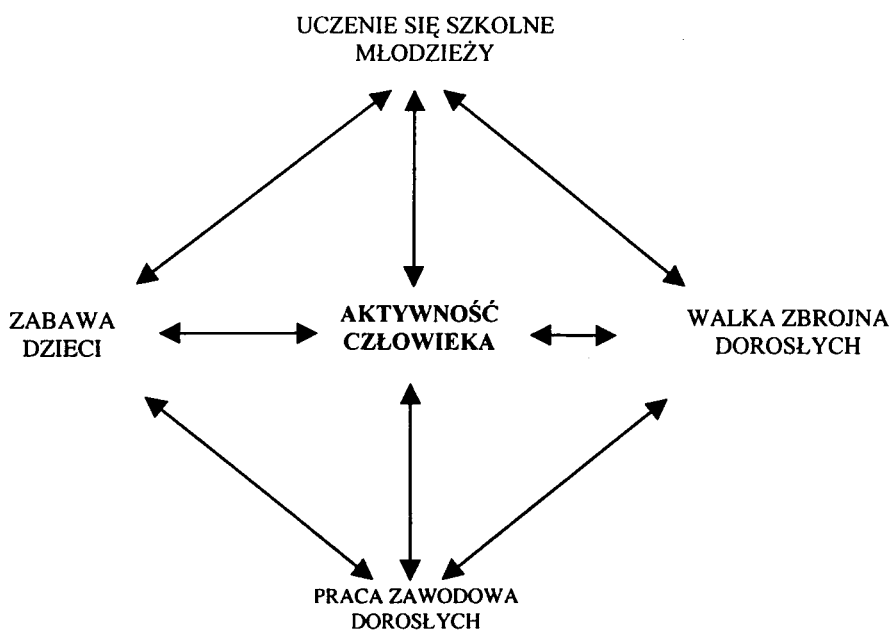 UCZENIE SIĘ SZKOLNE
MŁODZIEŻY
ZABAWA
DZIECI
AKTYWNOŚĆ
CZŁOWIEKA
WALKA ZBROJNA
DOROSŁYCH
PRACA ZAWODOWA
DOROSŁYCH